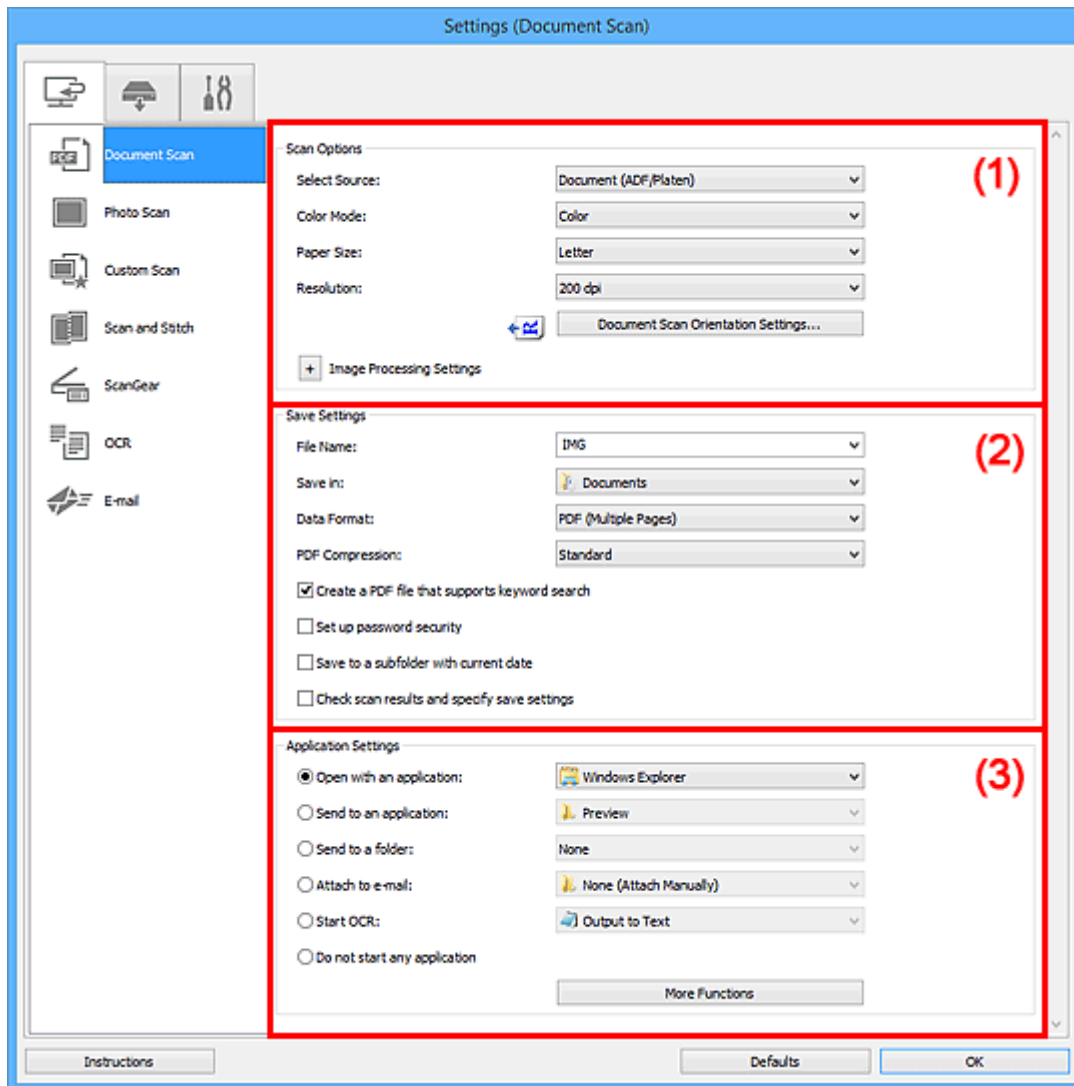 Settings (Document Scan)
Document Scan
Photo Scan
Custom Scan
Scan and Stitch
ScanGear
OCR
E-mail
Scan Options
(1)
Select Source: Document (ADF/Platen)
Color Mode: Color
Paper Size: Letter
Resolution: 200 dpi
Document Scan Orientation Settings...
+ Image Processing Settings
Save Settings
(2)
File Name: IMG
Save in: Documents
Data Format: PDF (Multiple Pages)
PDF Compression: Standard
Create a PDF file that supports keyword search
Set up password security
Save to a subfolder with current date
Check scan results and specify save settings
Application Settings
(3)
Open with an application: Windows Explorer
Send to an application: Preview
Send to a folder: None
Attach to e-mail: None (Attach Manually)
Start OCR: Output to Text
Do not start any application
More Functions
Instructions Defaults OK